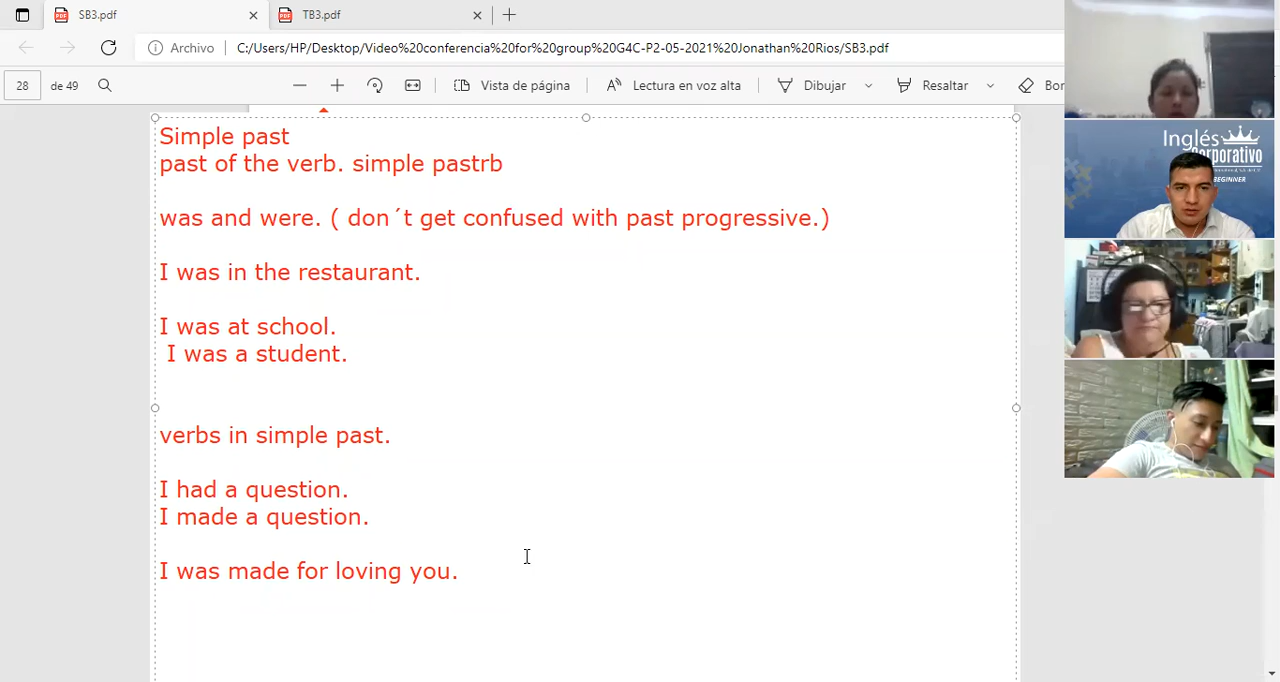 SB3.pdf
TB3.pdf
Archivo
C:/Users/HP/Desktop/Video%20conferencia%20for%20group%20G4C-P2-05-2021%20Jonathan%20Rios/SB3.pdf
28 de 49
Vista de página
Lectura en voz alta
Dibujar
Resaltar
Bor
Simple past
past of the verb. simple pastrb
was and were. ( don´t get confused with past progressive.)
I was in the restaurant.
I was at school.
I was a student.
verbs in simple past.
I had a question.
I made a question.
I was made for loving you.
Inglés
Corporativo
BEGINNER